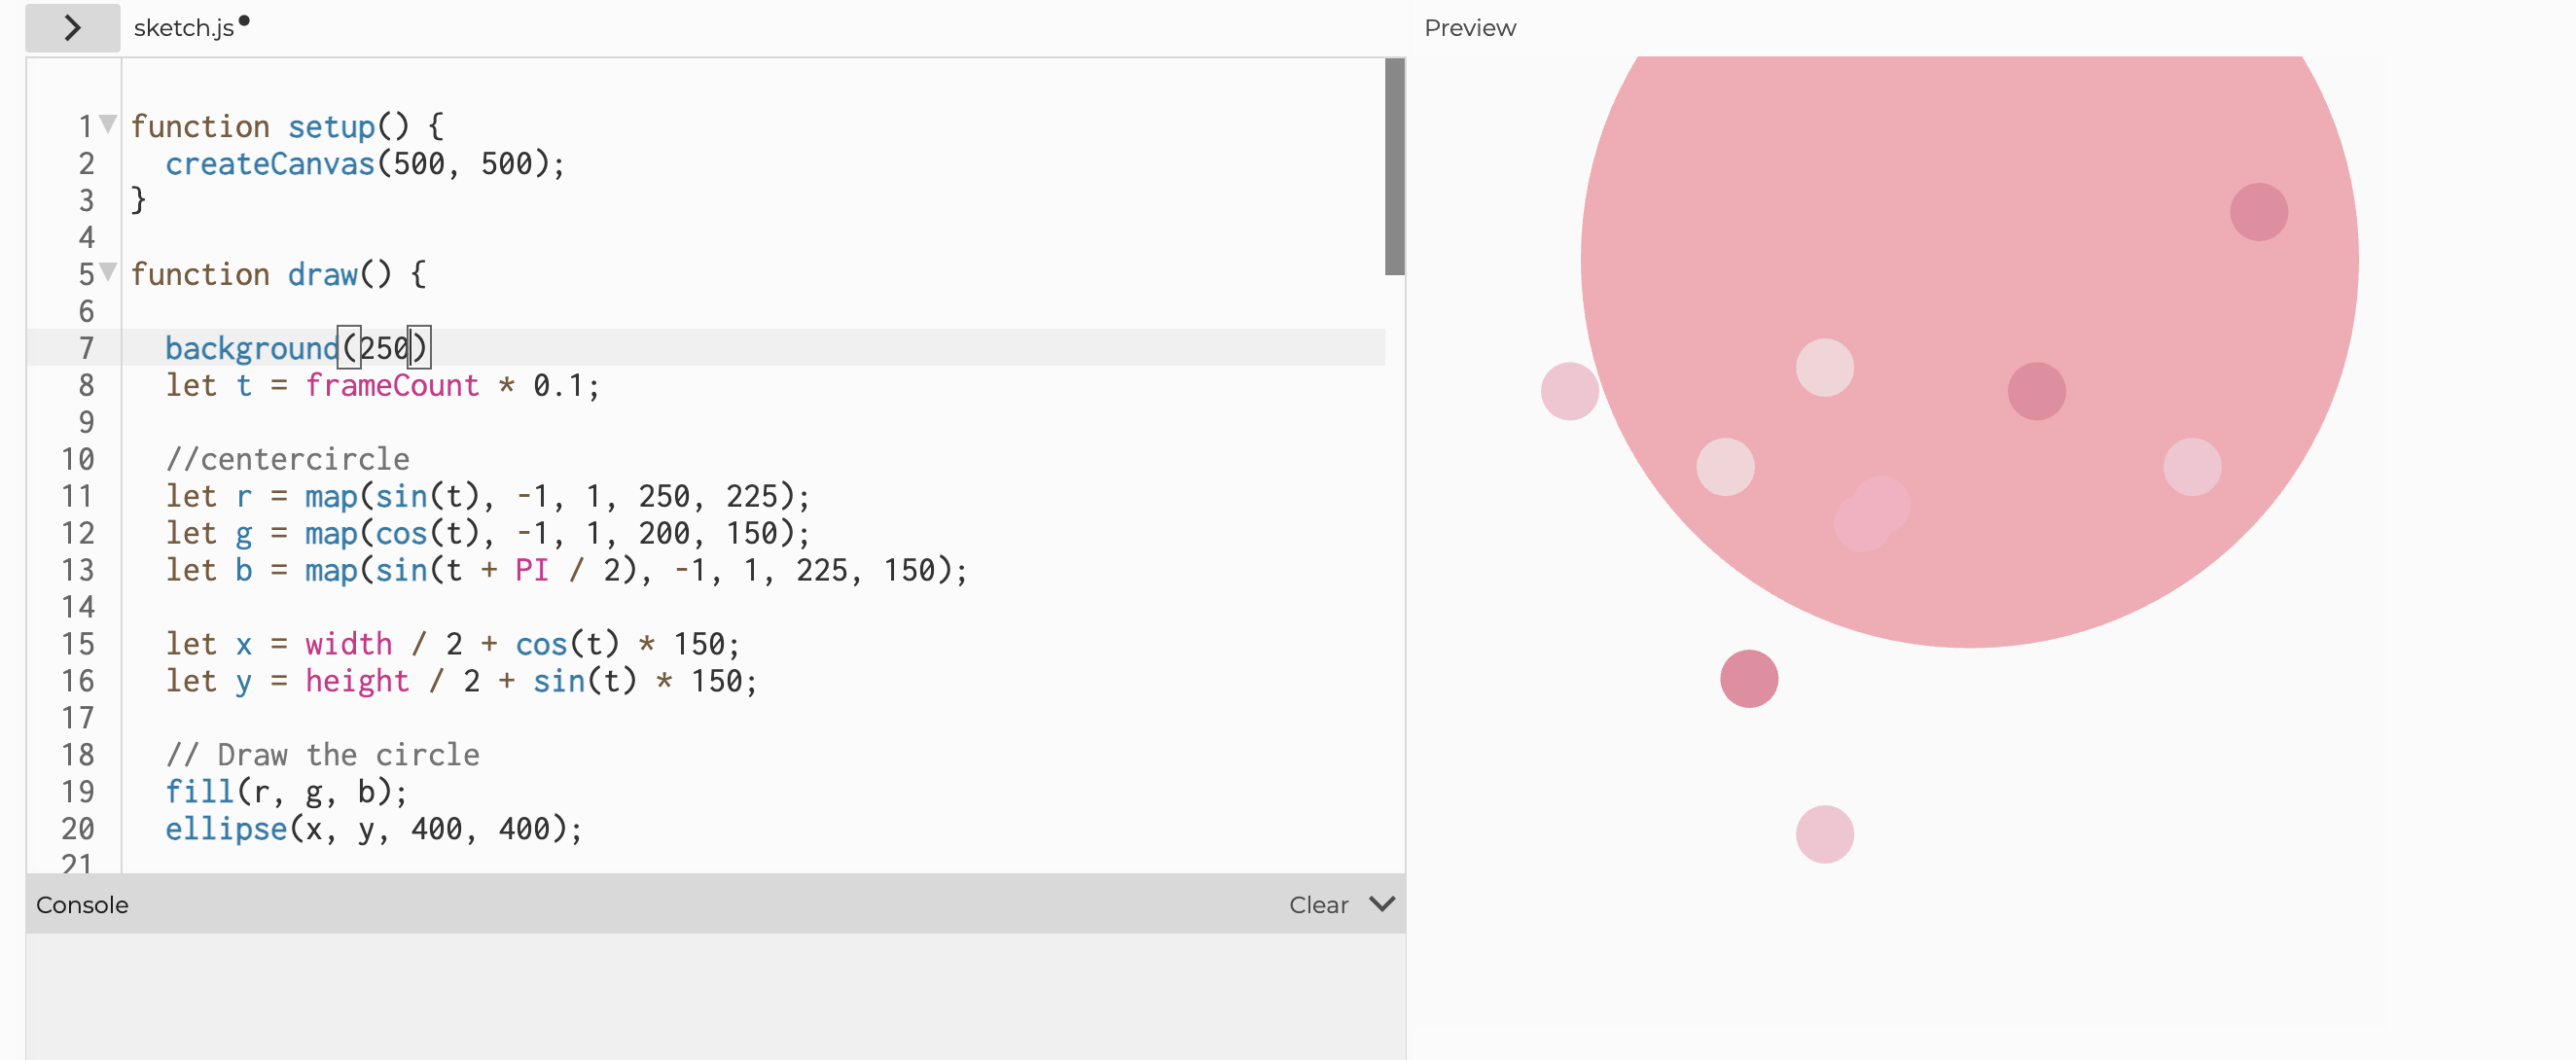 sketch.js
Preview
1 function setup() {
2 createCanvas(500, 500);
3 }
4
5 function draw() {
6
7 background(250)
8 let t = frameCount * 0.1;
9
10 //centercircle
11 let r = map(sin(t), -1, 1, 250, 225);
12 let g = map(cos(t), -1, 1, 200, 150);
13 let b = map(sin(t + PI / 2), -1, 1, 225, 150);
14
15 let x = width / 2 + cos(t) * 150;
16 let y = height / 2 + sin(t) * 150;
17
18 // Draw the circle
19 fill(r, g, b);
20 ellipse(x, y, 400, 400);
21
Console
Clear